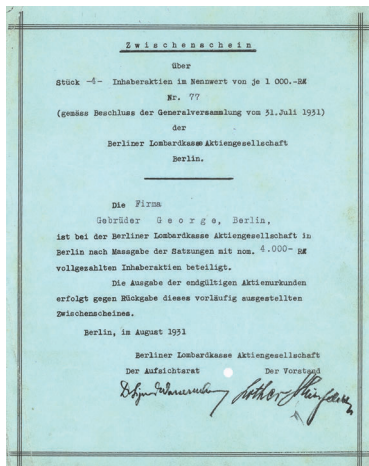 Zwischenschein
über
Stück -4- Inhaberaktien im Nennwert von je 1 000.-RM
Nr. 77
(gemäss Beschluss der Generalversammlung vom 31.Juli 1931)
der
Berliner Lombardkasse Aktiengesellschaft
Berlin.
Die Firma
Gebrüder George, Berlin,
ist bei der Berliner Lombardkasse Aktiengesellschaft in
Berlin nach Massgabe der Satzungen mit nom. 4.000- RM
vollgezahlten Inhaberaktien beteiligt.
Die Ausgabe der endgültigen Aktienurkunden
erfolgt gegen Rückgabe dieses vorläufig ausgestellten
Zwischenscheines.
Berlin, im August 1931
Berliner Lombardkasse Aktiengesellschaft
Der Aufsichtsrat Der Vorstand
Lothar